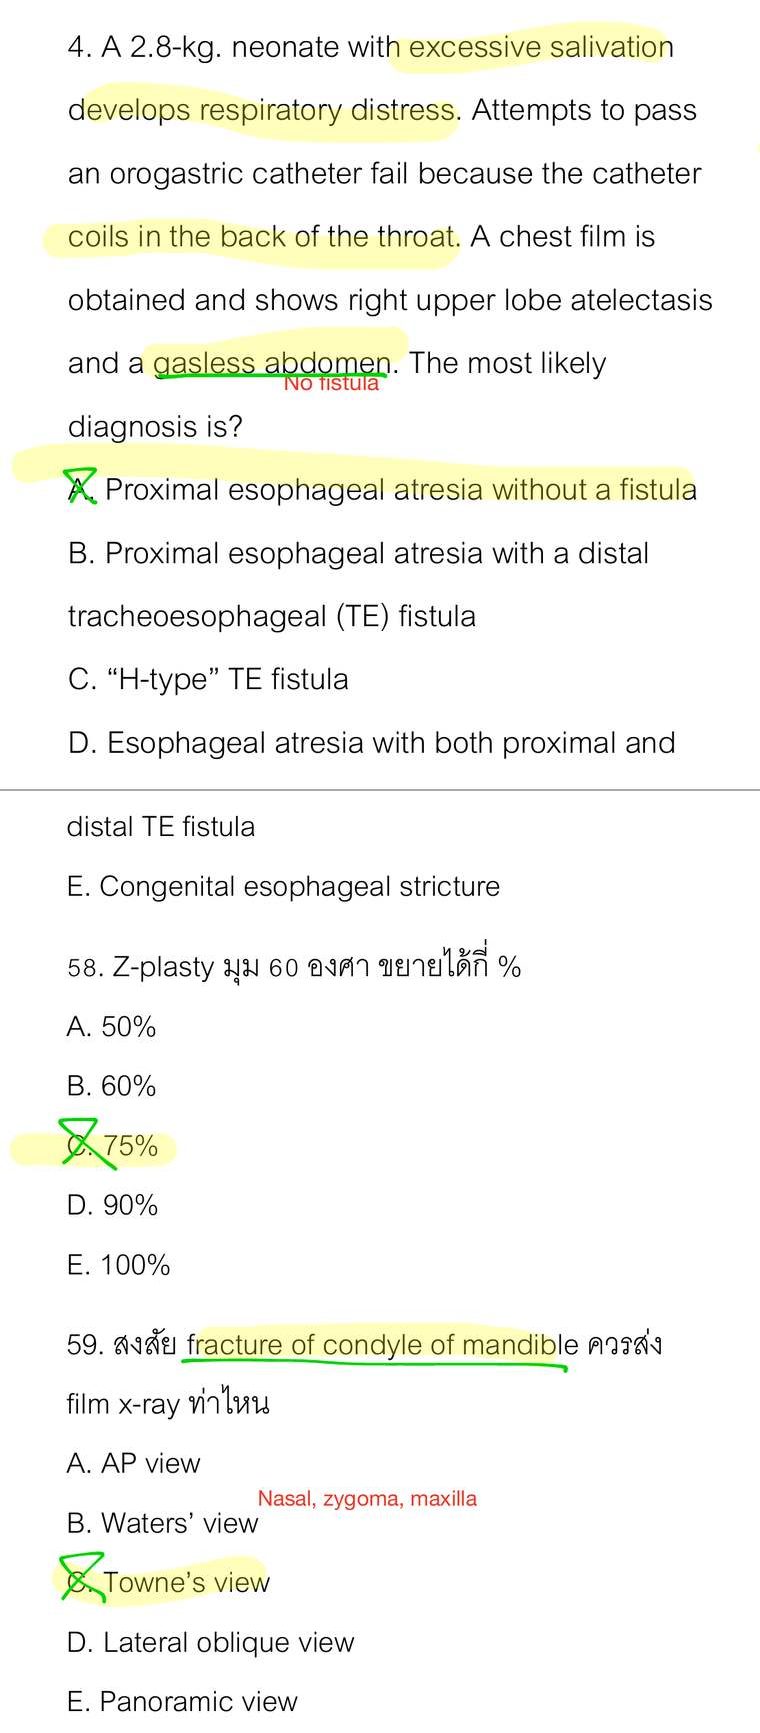 4. A 2.8-kg. neonate with excessive salivation
develops respiratory distress. Attempts to pass
an orogastric catheter fail because the catheter
coils in the back of the throat. A chest film is
obtained and shows right upper lobe atelectasis
and a gasless abdomen. The most likely
No fistula
diagnosis is?
A. Proximal esophageal atresia without a fistula
B. Proximal esophageal atresia with a distal
tracheoesophageal (TE) fistula
C. “H-type” TE fistula
D. Esophageal atresia with both proximal and
distal TE fistula
E. Congenital esophageal stricture
58. Z-plasty มุม 60 องศา ขยายได้กี่ %
A. 50%
B. 60%
C. 75%
D. 90%
E. 100%
59. สงสัย fracture of condyle of mandible ควรส่ง
film x-ray ท่าไหน
A. AP view
Nasal, zygoma, maxilla
B. Waters’ view
C. Towne’s view
D. Lateral oblique view
E. Panoramic view